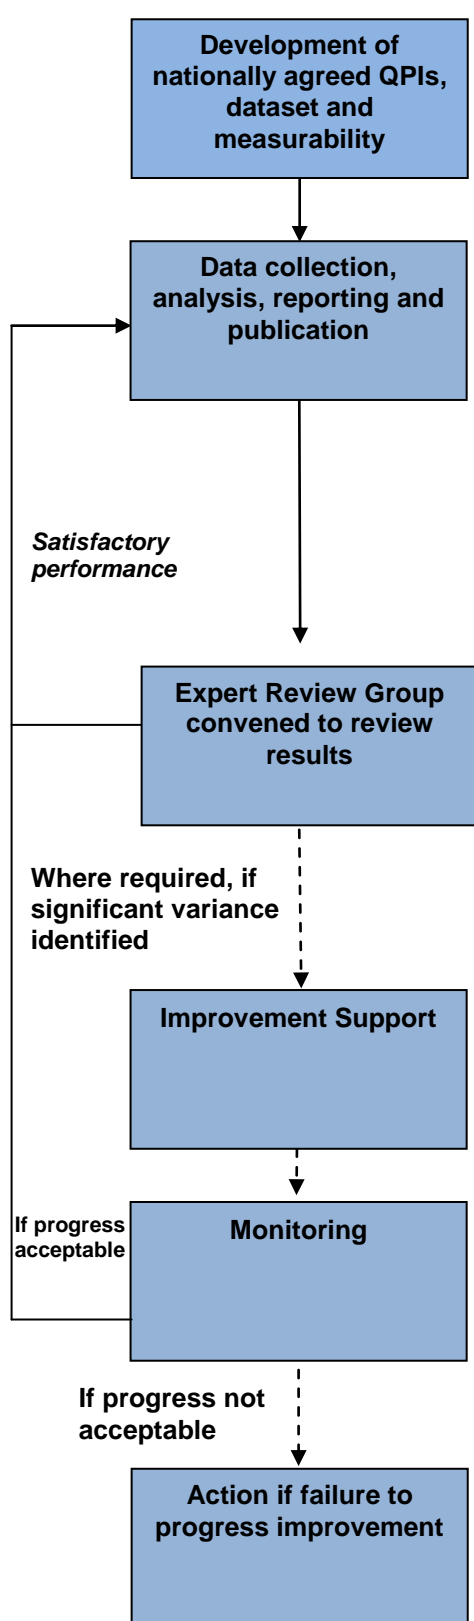 Development of
nationally agreed QPIs,
dataset and
measurability
Data collection,
analysis, reporting and
publication
Satisfactory
performance
Expert Review Group
convened to review
results
Where required, if
significant variance
identified
Improvement Support
If progress
acceptable
Monitoring
If progress not
acceptable
Action if failure to
progress improvement